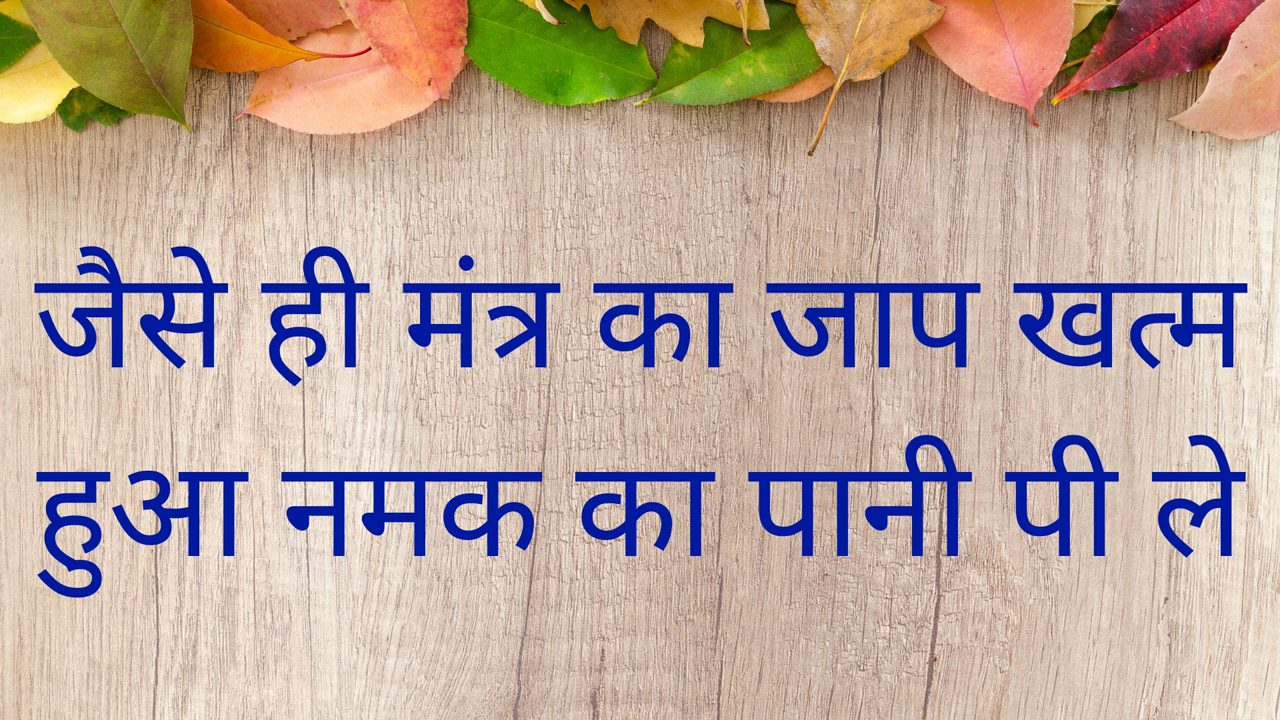 जैसे ही मंत्र का जाप खत्म
हुआ नमक का पानी पी ले